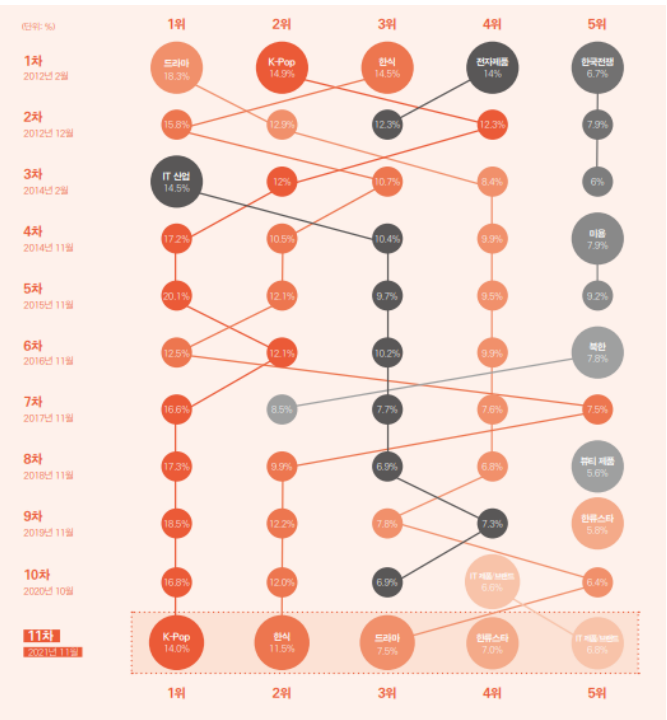 (단위: %)
1위 2위 3위 4위 5위
1차
2012년 2월
드라마
18.3%
K-Pop
14.9%
한식
14.5%
전자제품
14%
한국전쟁
6.7%
2차
2012년 12월
15.8% 12.9% 12.3% 12.3% 7.9%
3차
2014년 2월
IT 산업
14.5%
12% 10.7% 8.4% 6%
4차
2014년 11월
17.2% 10.5% 10.4% 9.9%
미용
7.9%
5차
2015년 11월
20.1% 12.1% 9.7% 9.5% 9.2%
6차
2016년 11월
12.5% 12.1% 10.2% 9.9%
북한
7.8%
7차
2017년 11월
16.6% 8.5% 7.7% 7.6% 7.5%
8차
2018년 11월
17.3% 9.9% 6.9% 6.8%
뷰티 제품
5.6%
9차
2019년 11월
18.5% 12.2% 7.8% 7.3%
한류스타
5.8%
10차
2020년 10월
16.8% 12.0% 6.9%
IT 제품/브랜드
6.6%
6.4%
11차
2021년 11월
K-Pop
14.0%
한식
11.5%
드라마
7.5%
한류스타
7.0%
IT 제품/브랜드
6.8%
1위 2위 3위 4위 5위